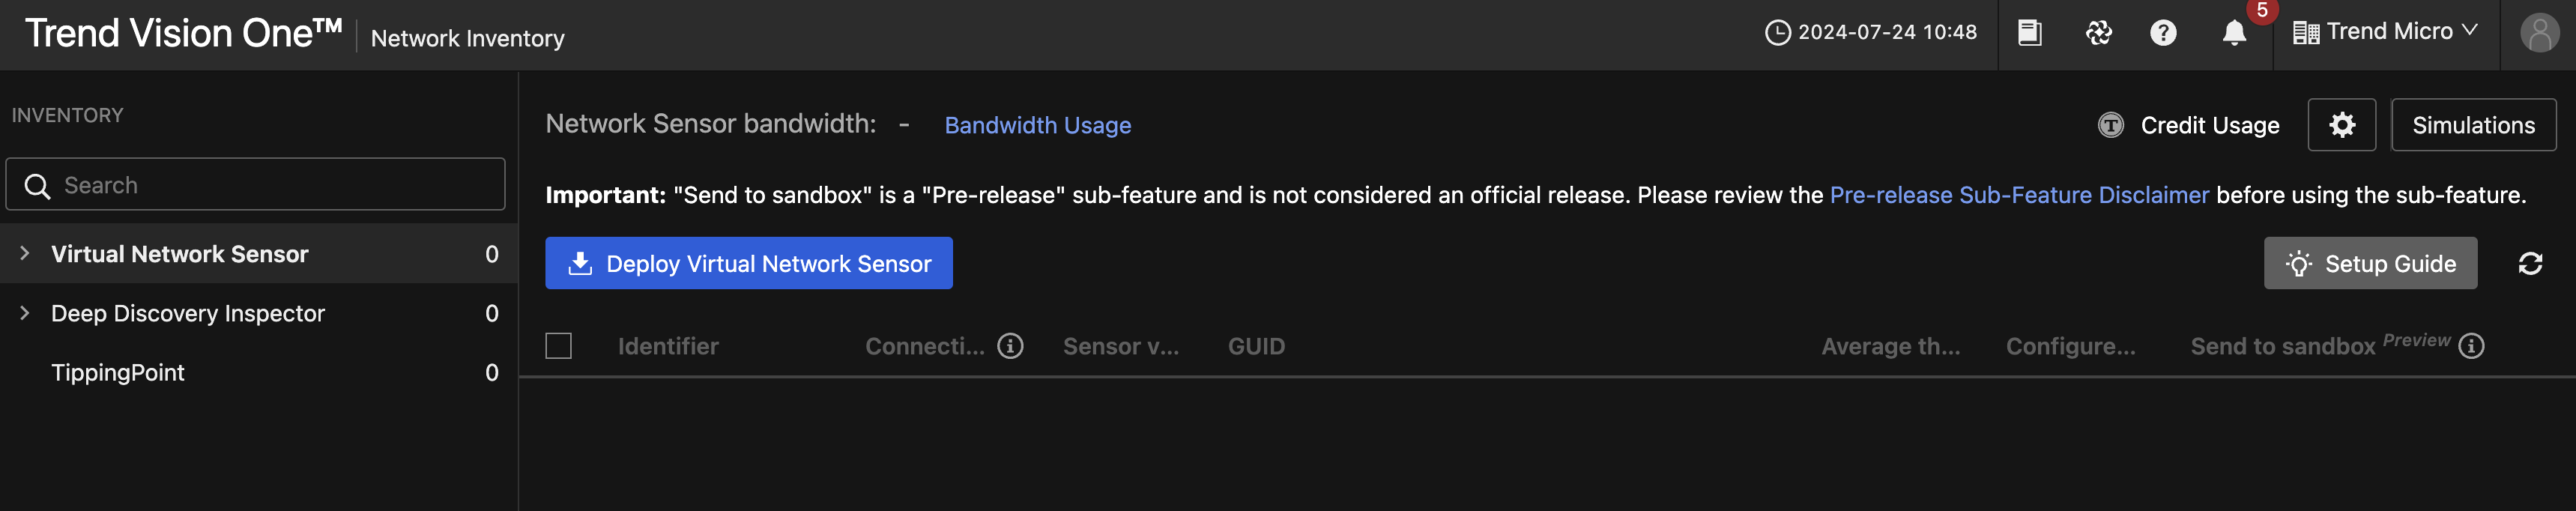 Trend Vision One™ Network Inventory
2024-07-24 10:48
5
Trend Micro
INVENTORY
Search
Virtual Network Sensor 0
Deep Discovery Inspector 0
TippingPoint 0
Network Sensor bandwidth: - Bandwidth Usage
T Credit Usage
Simulations
Important: "Send to sandbox" is a "Pre-release" sub-feature and is not considered an official release. Please review the Pre-release Sub-Feature Disclaimer before using the sub-feature.
Deploy Virtual Network Sensor
Setup Guide
Identifier Connecti... Sensor v... GUID Average th... Configure... Send to sandbox Preview